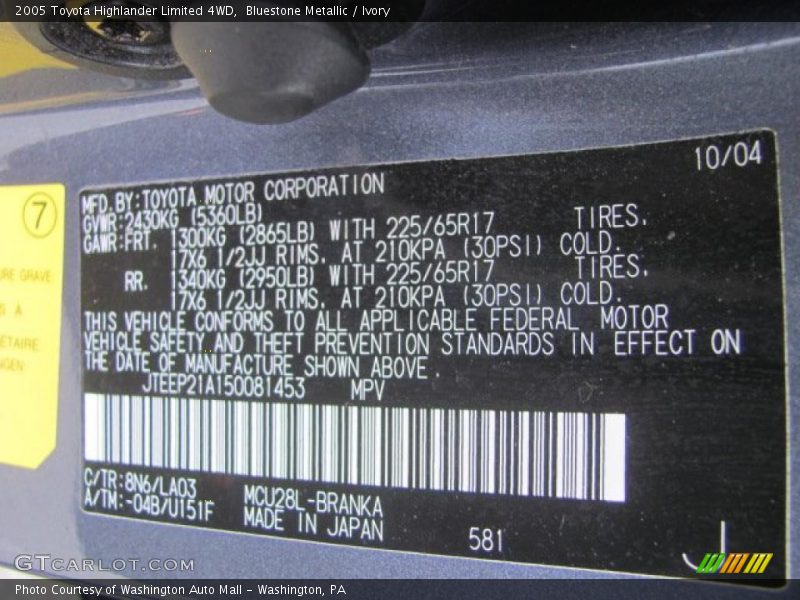 2005 Toyota Highlander Limited 4WD, Bluestone Metallic / Ivory
10/04
MFD. BY: TOYOTA MOTOR CORPORATION
GVWR: 2430KG (5360LB)
GAWR: FRT. 1300KG (2865LB) WITH 225/65R17 TIRES.
17X6 1/2JJ RIMS. AT 210KPA (30PSI) COLD.
RR. 1340KG (2950LB) WITH 225/65R17 TIRES.
17X6 1/2JJ RIMS. AT 210KPA (30PSI) COLD.
THIS VEHICLE CONFORMS TO ALL APPLICABLE FEDERAL MOTOR
VEHICLE SAFETY AND THEFT PREVENTION STANDARDS IN EFFECT ON
THE DATE OF MANUFACTURE SHOWN ABOVE.
JTEEP21A150081453 MPV
C/TR: 8N6/LA03
A/TM: -04B/U151F
MCU28L-BRANKA
MADE IN JAPAN
581
J
7
URE GRAVE
S À
ÉTAIRE
GEN
GTCARLOT.COM
Photo Courtesy of Washington Auto Mall - Washington, PA